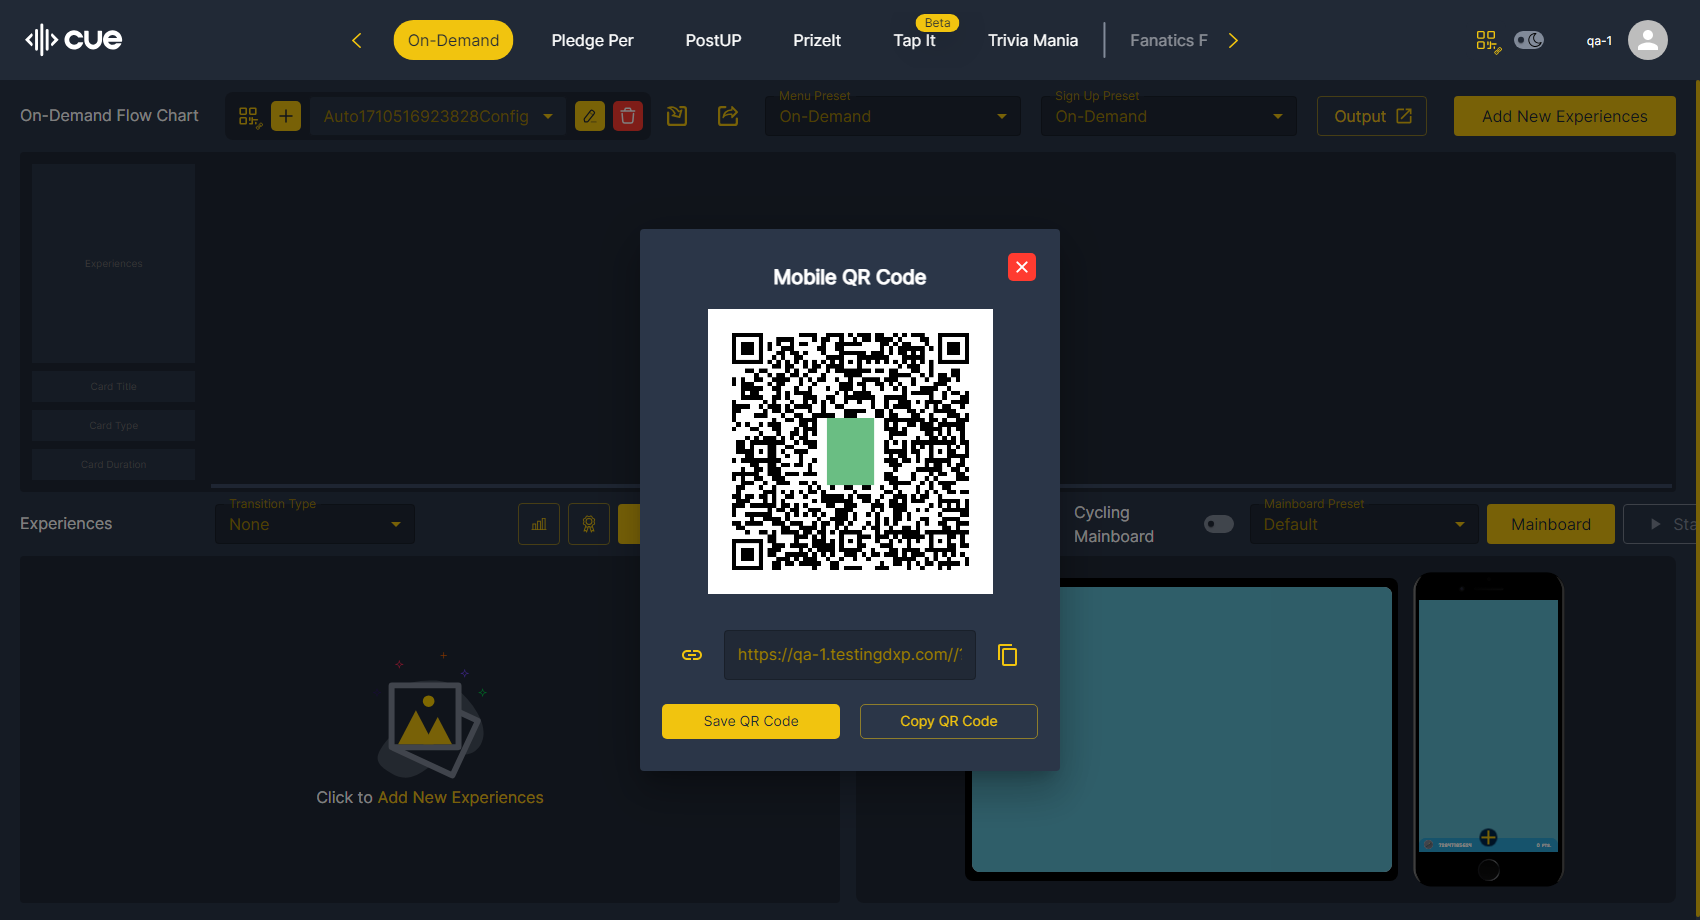 cue
On-Demand
Pledge Per
PostUP
PrizeIt
Beta
Tap It
Trivia Mania
Fanatics F
qa-1
On-Demand Flow Chart
Auto1710516923828Config
Menu Preset
On-Demand
Sign Up Preset
On-Demand
Output
Add New Experiences
Experiences
Card Title
Card Type
Card Duration
Mobile QR Code
https://qa-1.testingdxp.com//
Save QR Code
Copy QR Code
Experiences
Transition Type
None
Cycling
Mainboard
Mainboard Preset
Default
Mainboard
Sta
Click to Add New Experiences
0 Pts.